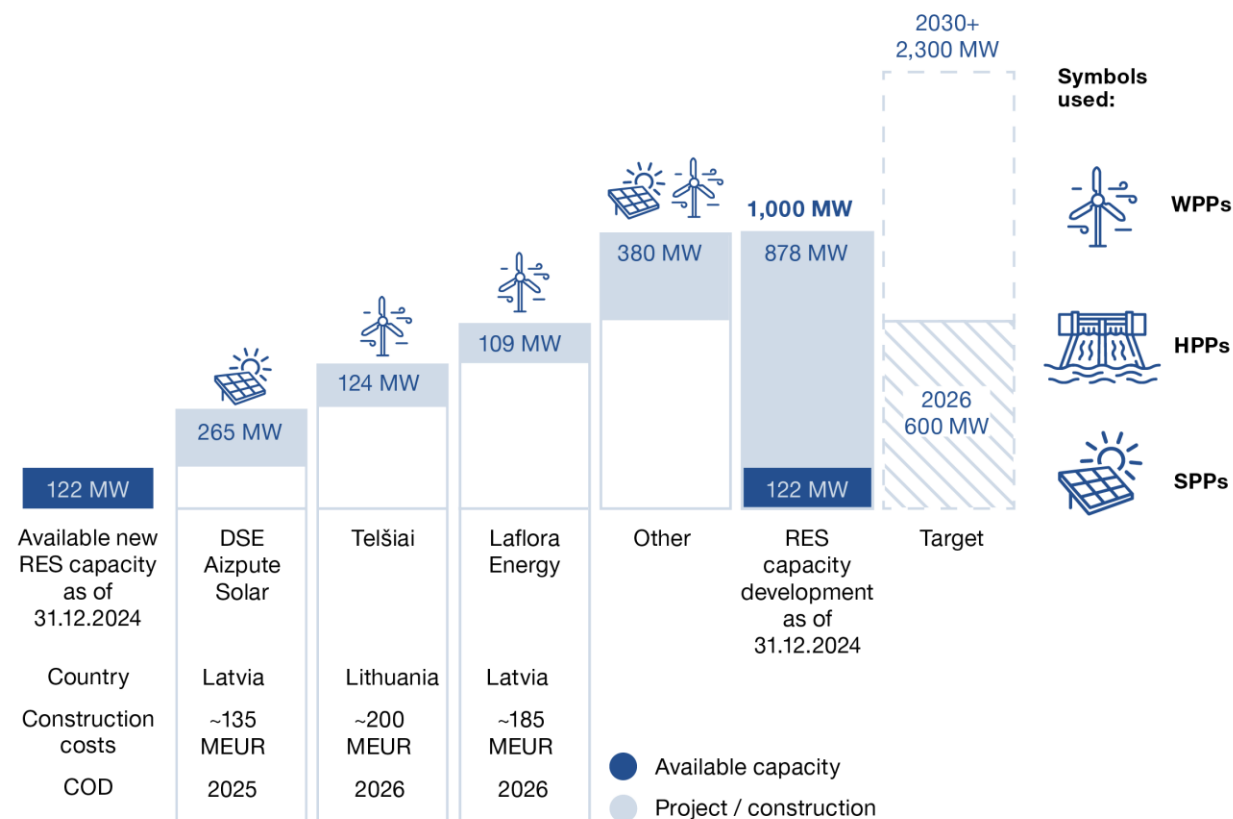 2030+
2,300 MW
Symbols
used:
WPPs
HPPs
SPPs
1,000 MW
380 MW
878 MW
109 MW
124 MW
265 MW
2026
600 MW
122 MW
122 MW
Available new
RES capacity
as of
31.12.2024
DSE
Aizpute
Solar
Telšiai
Laflora
Energy
Other
RES
capacity
development
as of
31.12.2024
Target
Country
Latvia
Lithuania
Latvia
Construction
costs
~135
MEUR
~200
MEUR
~185
MEUR
COD
2025
2026
2026
Available capacity
Project / construction